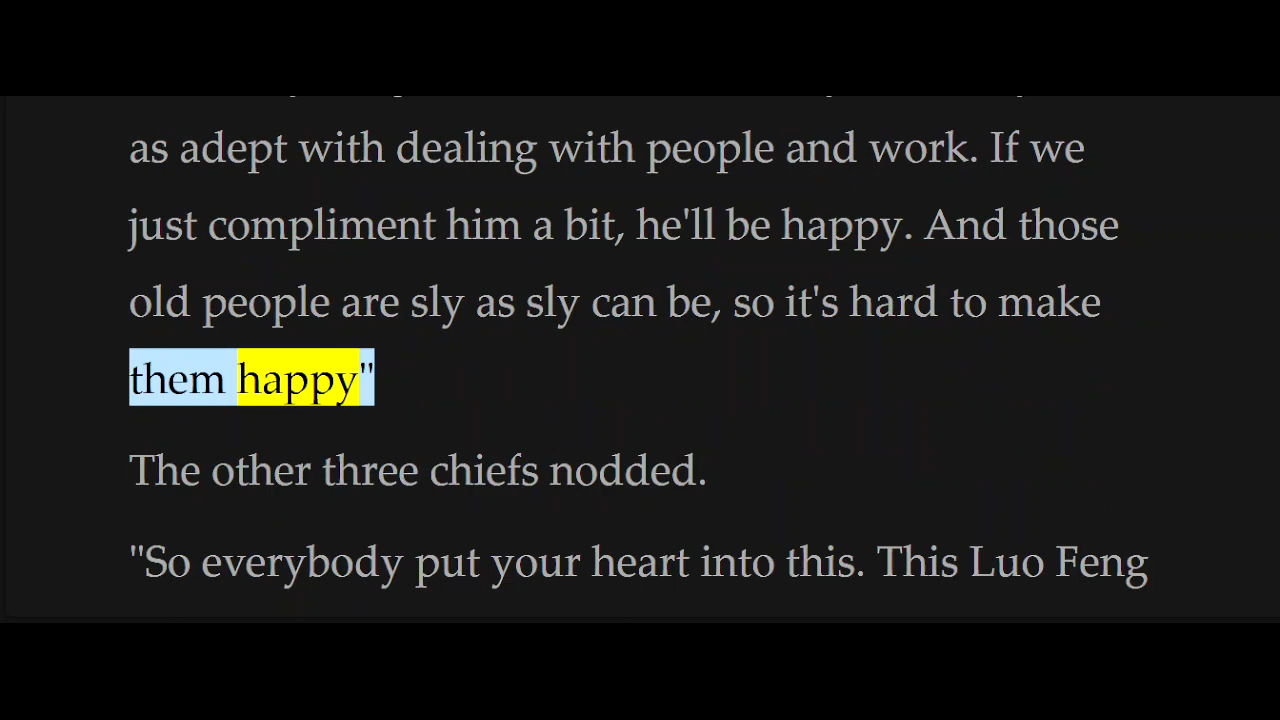 as adept with dealing with people and work. If we
just compliment him a bit, he'll be happy. And those
old people are sly as sly can be, so it's hard to make
them happy"
The other three chiefs nodded.
"So everybody put your heart into this. This Luo Feng